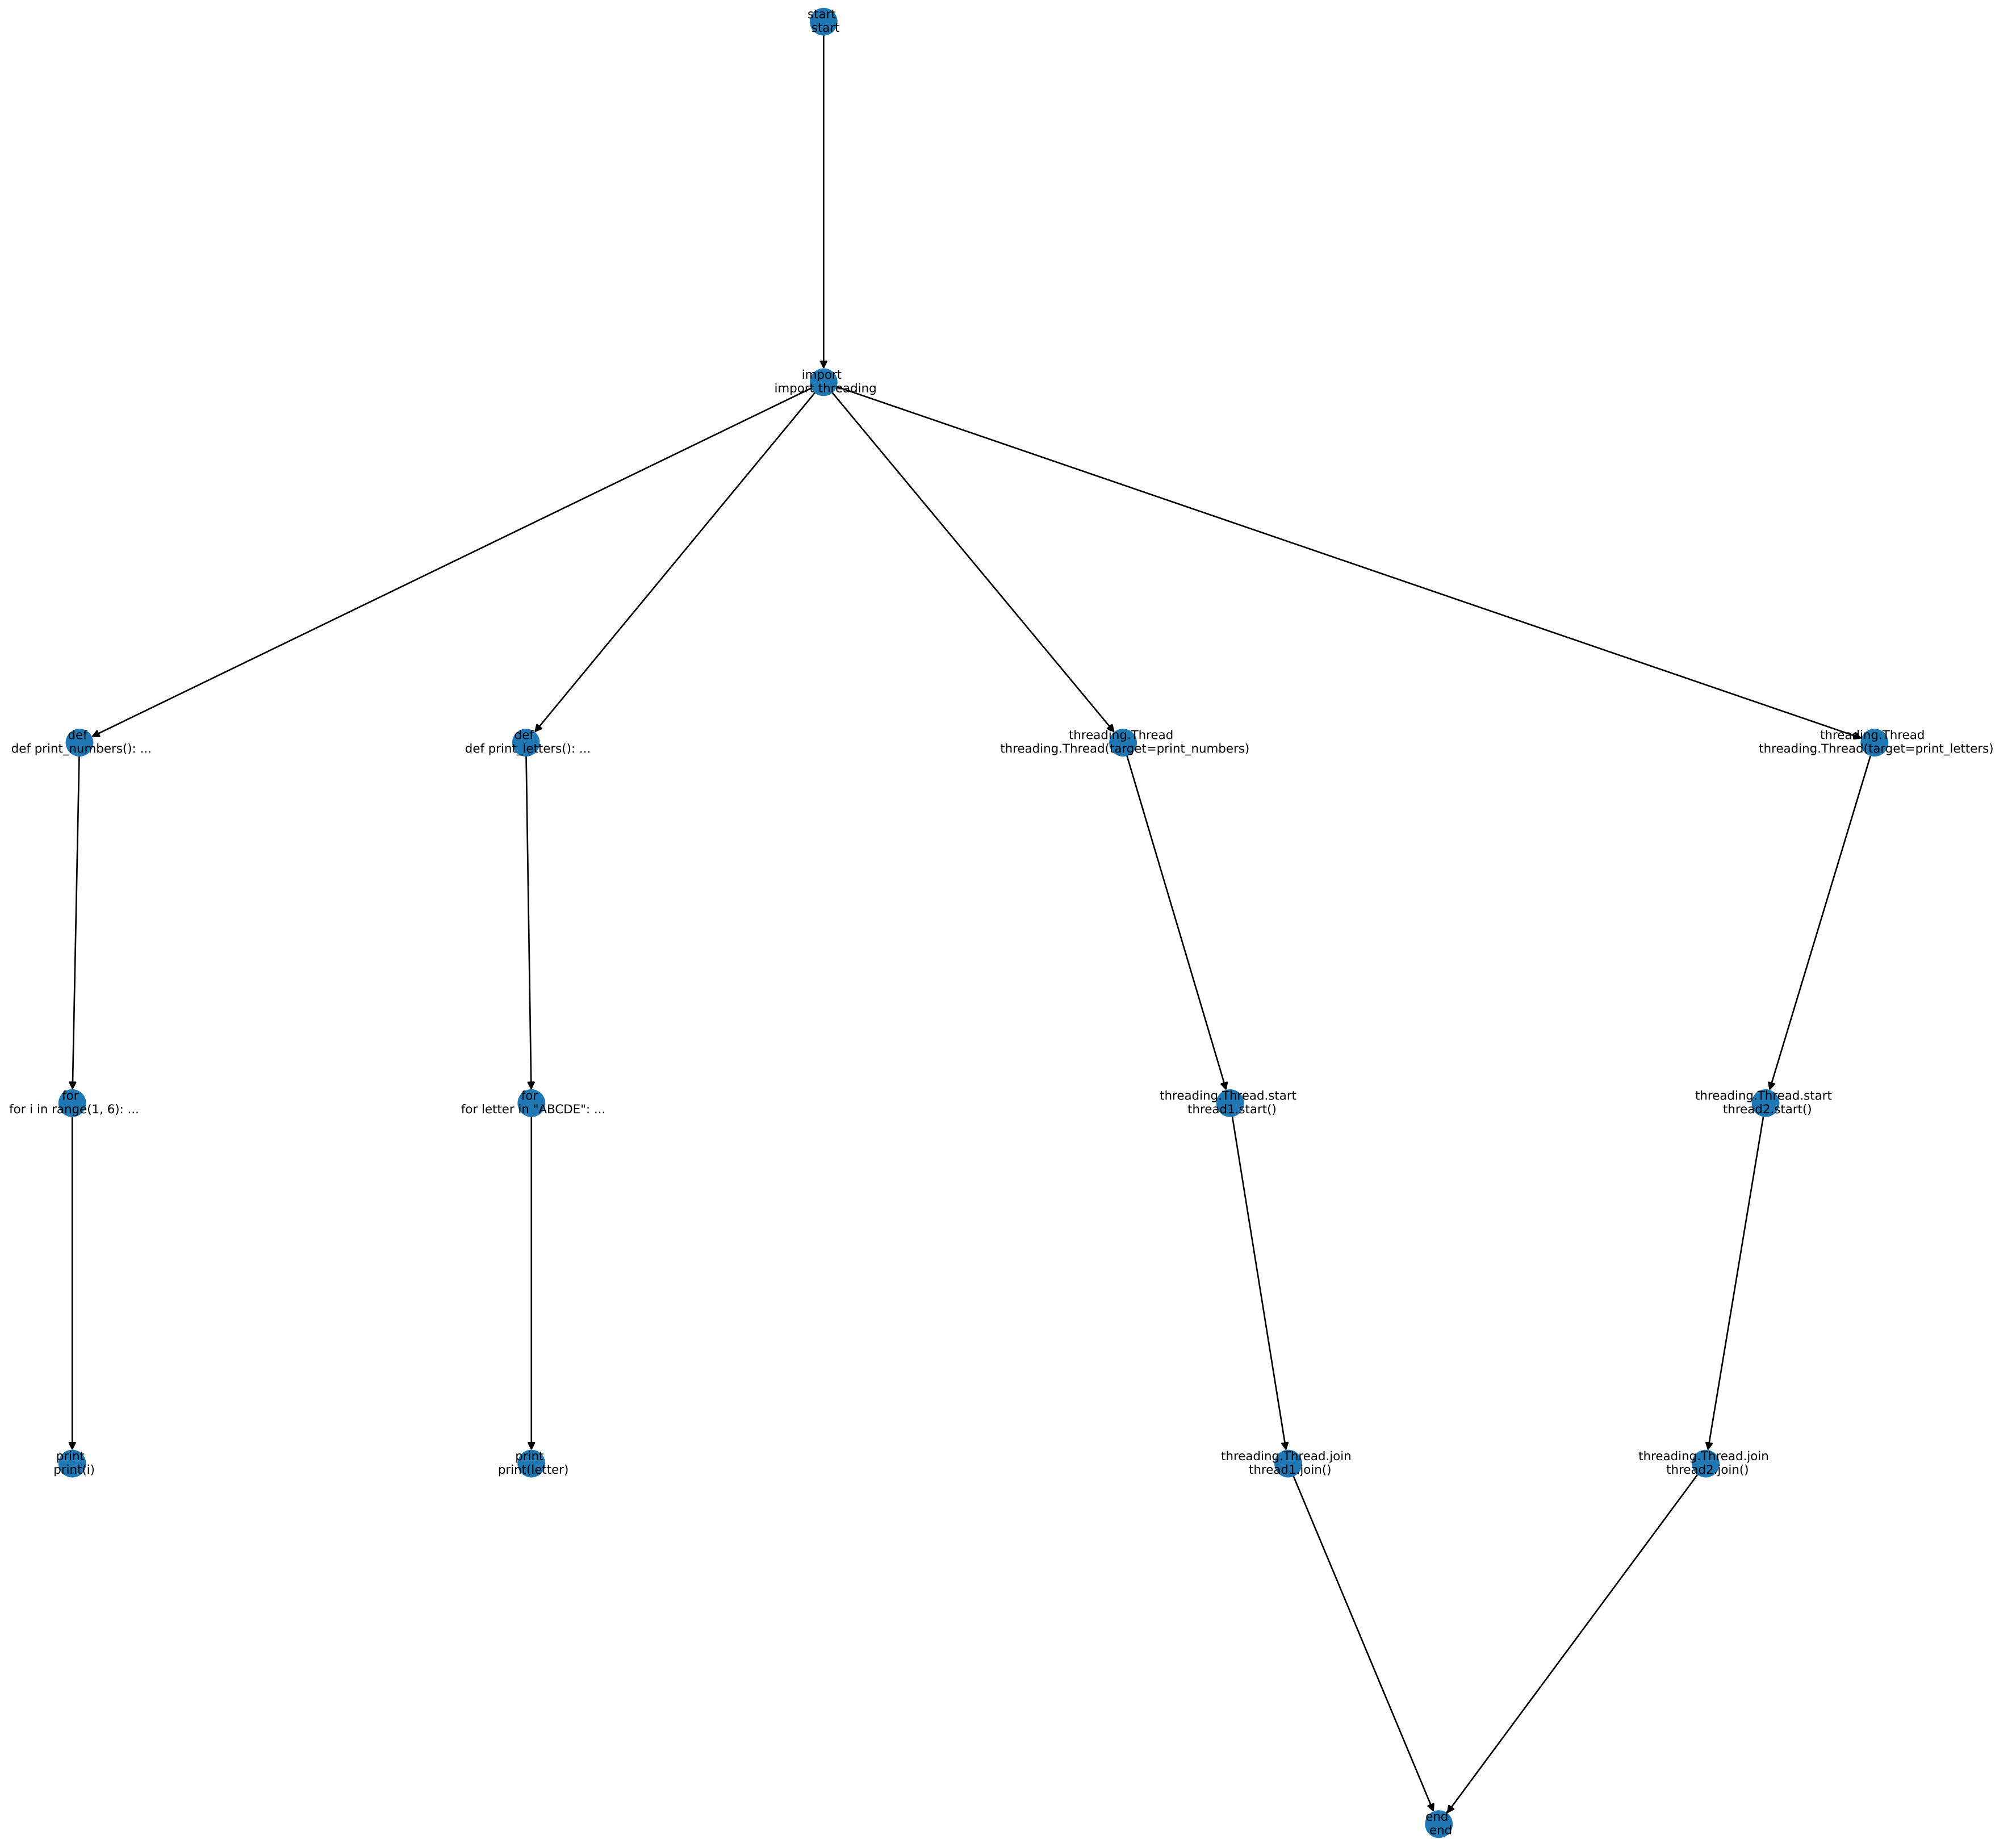 start
start
import
import threading
def
def print_numbers(): ...
def
def print_letters(): ...
threading.Thread
threading.Thread(target=print_numbers)
threading.Thread
threading.Thread(target=print_letters)
for
for i in range(1, 6): ...
for
for letter in "ABCDE": ...
threading.Thread.start
thread1.start()
threading.Thread.start
thread2.start()
print
print(i)
print
print(letter)
threading.Thread.join
thread1.join()
threading.Thread.join
thread2.join()
end
end